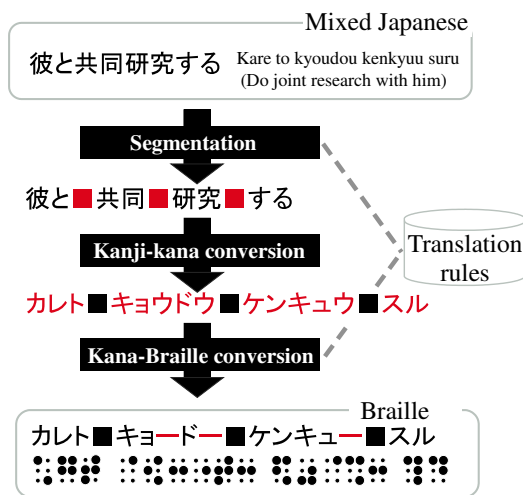 Mixed Japanese
彼と共同研究する Kare to kyoudou kenkyuu suru
(Do joint research with him)
Segmentation
彼と■共同■研究■する
Kanji-kana conversion
Translation
rules
カレト■キョウドウ■ケンキュウ■スル
Kana-Braille conversion
Braille
カレト■キョード ー■ケンキュー■スル